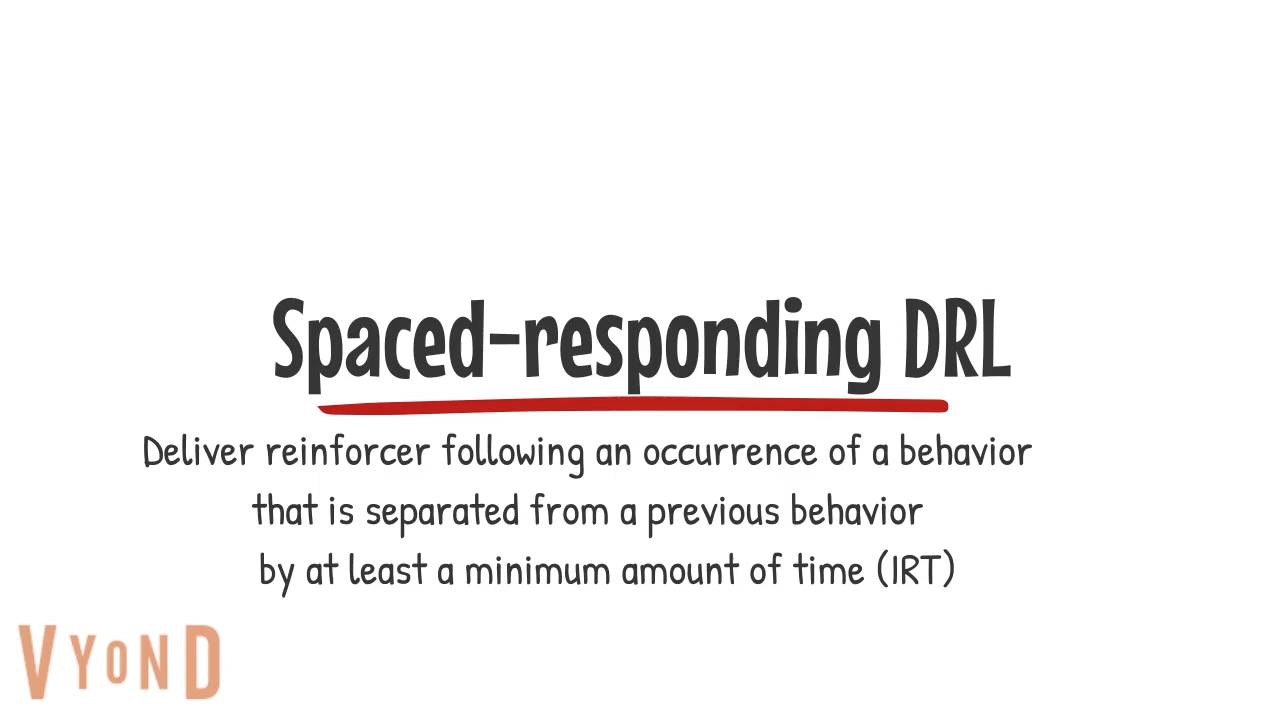 Spaced-responding DRL
Deliver reinforcer following an occurrence of a behavior
that is separated from a previous behavior
by at least a minimum amount of time (IRT)
VYOND